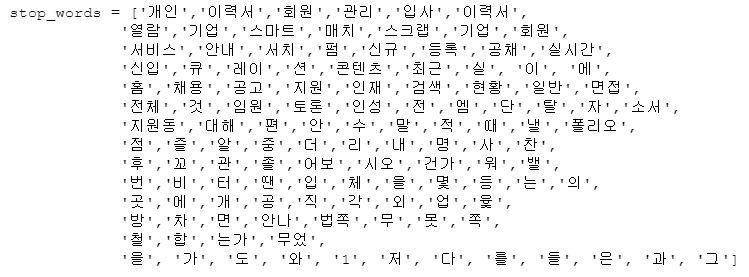 stop_words = ['개인','이력서','회원','관리','입사','이력서',
'열람','기업','스마트','매치','스크랩','기업','회원',
'서비스','안내','서치','펌','신규','등록','공채','실시간',
'신입','큐','레이','션','콘텐츠','최근','실', '이', '에',
'홈','채용','공고','지원','인재','검색','현황','일반','면접',
'전체','것','임원','토론','인성','전','엠','단','탈','자','소서',
'지원동','대해','편','안','수','말','적','때','낼','폴리오',
'점','줄','알','중','더','리','내','명','사','찬',
'후','꼬','관','졸','어보','시오','건가','워','밸',
'번','비','터','땐','입','체','을','몇','등','는','의',
'곳','메','개','공','직','각','외','업','윷',
'방','차','면','안나','법쪽','무','못','쪽',
'철','합','는가','무었',
'을', '가', '도', '와', '1', '저', '다', '를', '들', '은', '과', '그']